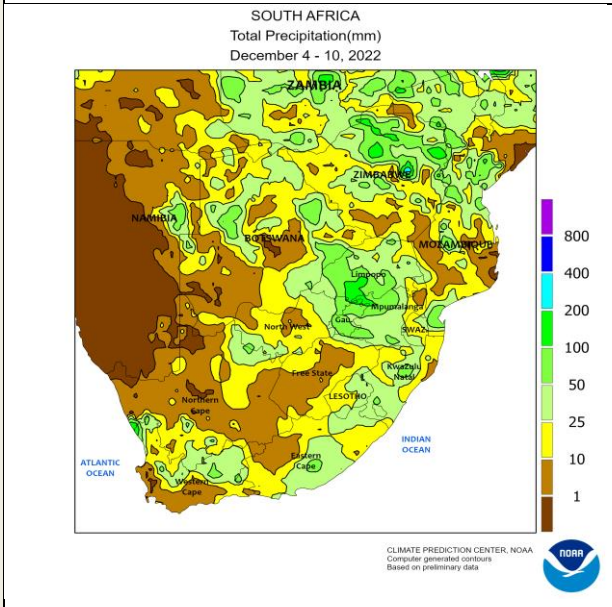 SOUTH AFRICA
Total Precipitation(mm)
December 4 - 10, 2022
ZAMBIA
ZIMBABWE
NAMIBIA
BOTSWANA
MOZAMBIQUE
Limpopo
Mpumalanga
Gau.
SWAZ.
North West
KwaZulu
Natal
Free State
LESOTHO
Northern
Cape
Eastern
Cape
Western
Cape
ATLANTIC
OCEAN
INDIAN
OCEAN
800
400
200
100
50
25
10
1
CLIMATE PREDICTION CENTER, NOAA
Computer generated contours
Based on preliminary data
NOAA